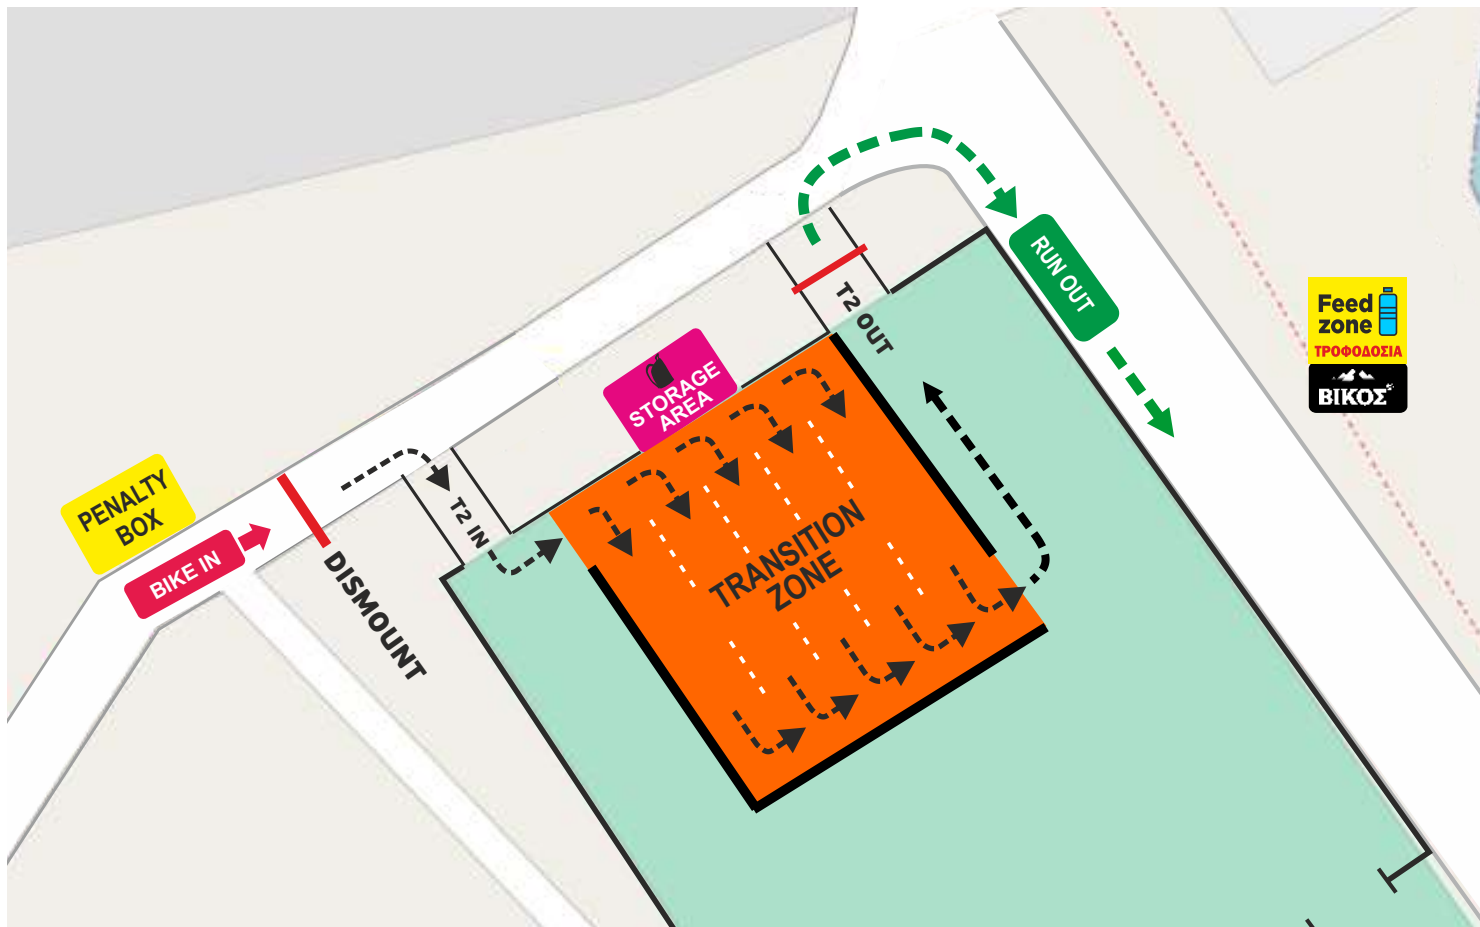 PENALTY
BOX
BIKE IN
DISMOUNT
T2 IN
STORAGE
AREA
TRANSITION
ZONE
T2 OUT
RUN OUT
Feed
zone
ΤΡΟΦΟΔΟΣΙΑ
ΒΙΚΟΣ